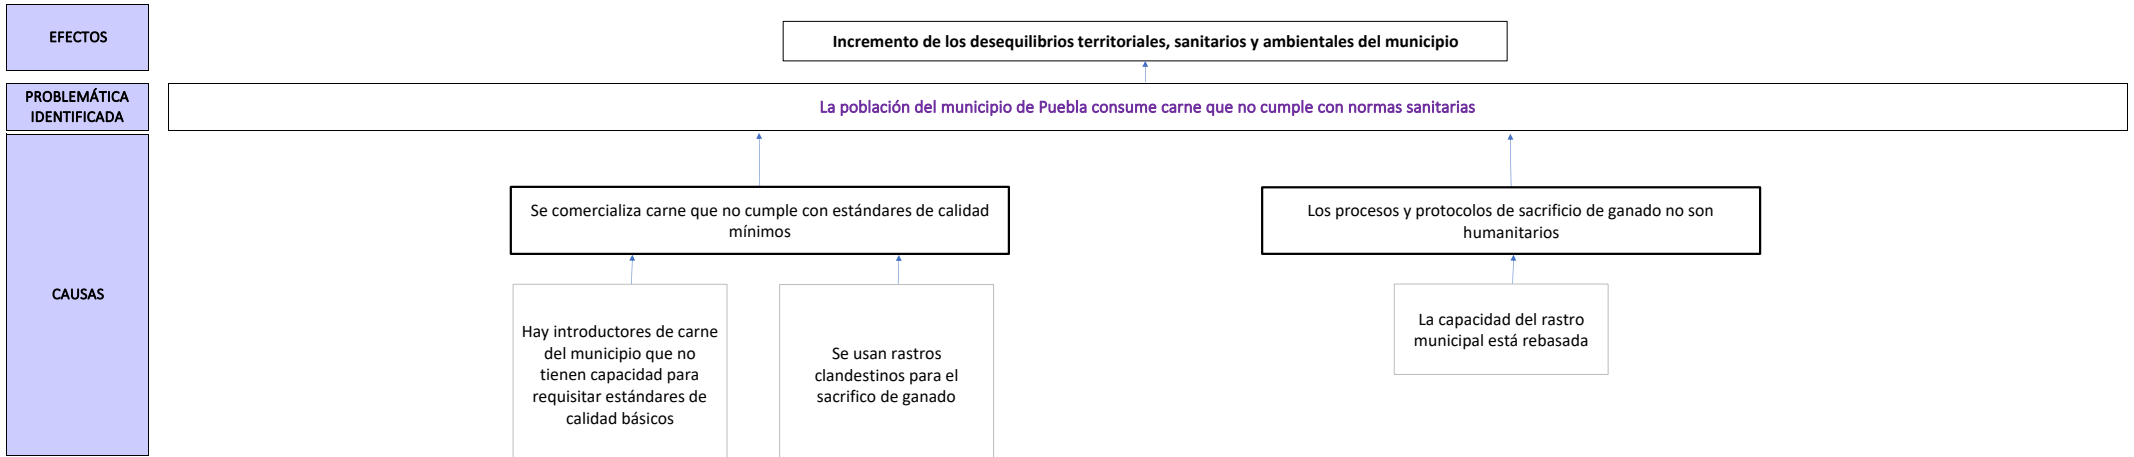 EFECTOS
Incremento de los desequilibrios territoriales, sanitarios y ambientales del municipio
PROBLEMÁTICA
IDENTIFICADA
La población del municipio de Puebla consume carne que no cumple con normas sanitarias
CAUSAS
Se comercializa carne que no cumple con estándares de calidad
mínimos
Los procesos y protocolos de sacrificio de ganado no son
humanitarios
Hay introductores de carne
del municipio que no
tienen capacidad para
requisitar estándares de
calidad básicos
Se usan rastros
clandestinos para el
sacrifico de ganado
La capacidad del rastro
municipal está rebasada